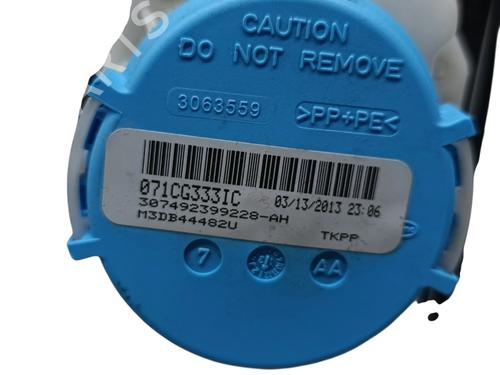 CAUTION
DO NOT REMOVE
3063559
>PP+PE<
071CG333IC
03/13/2013 23:06
307492399228-AH
M3DB44482U
TKPP
7
AA